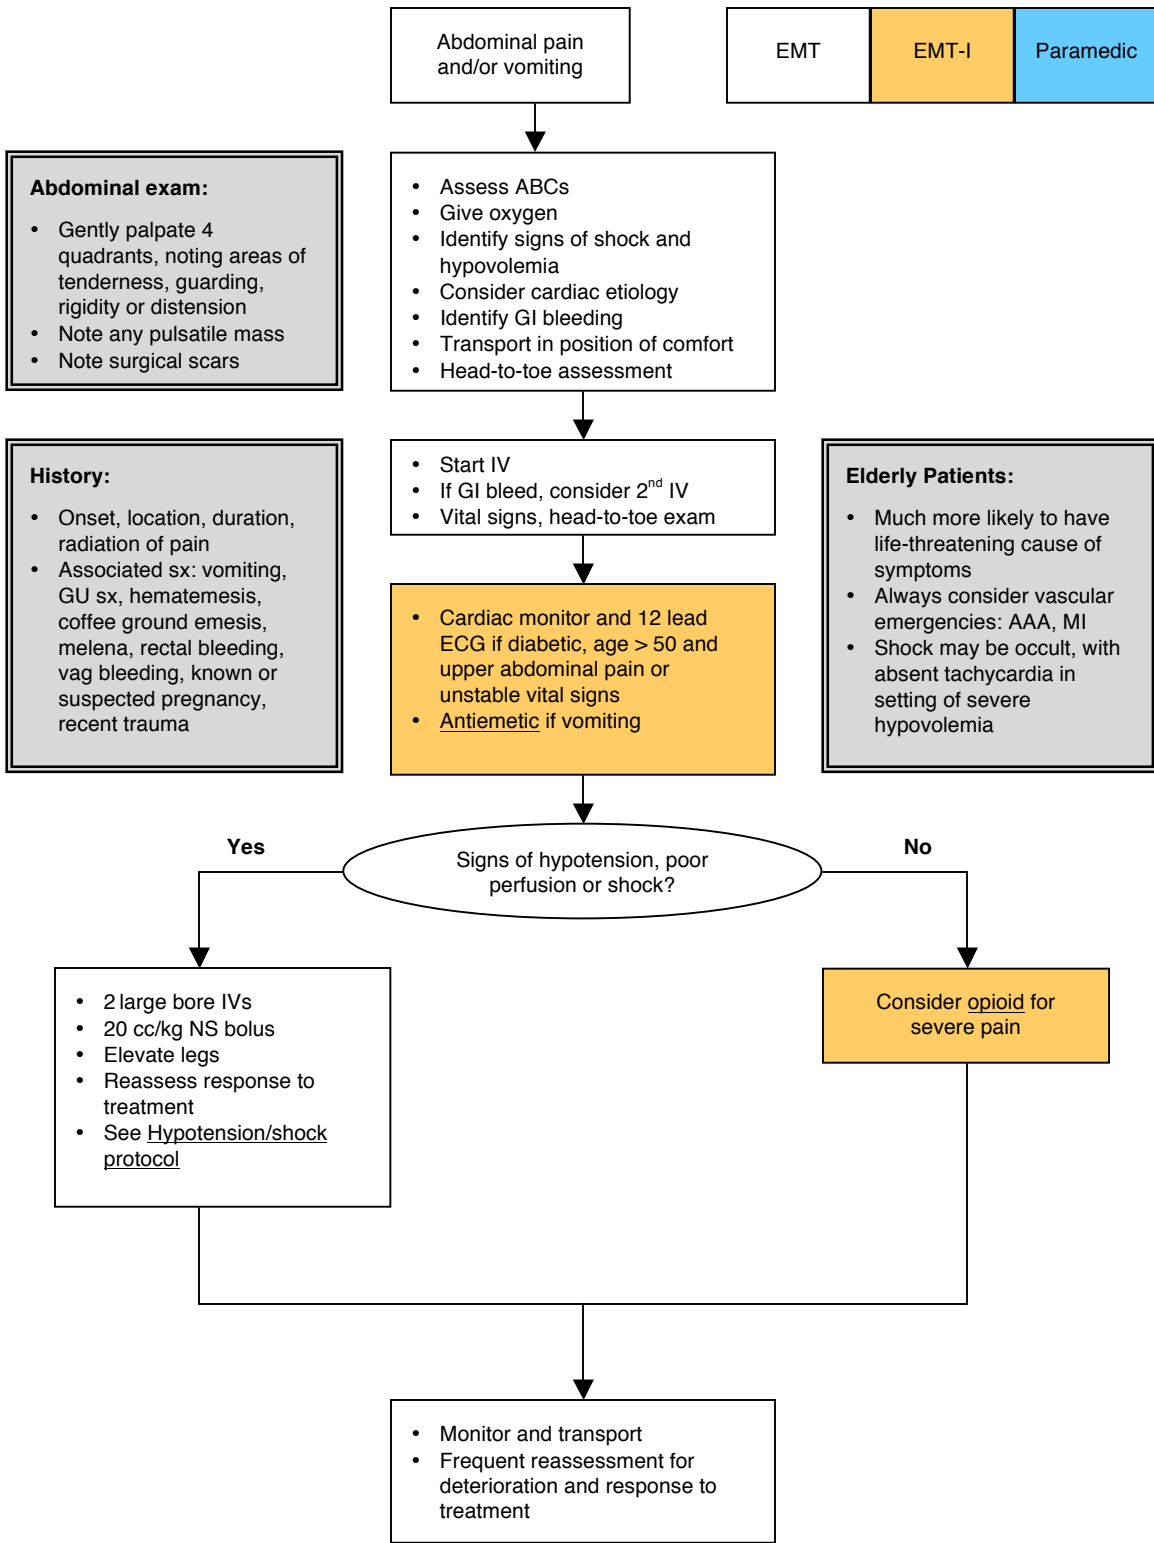 Abdominal pain
and/or vomiting
EMT
EMT-I
Paramedic
Abdominal exam:
• Gently palpate 4
quadrants, noting areas of
tenderness, guarding,
rigidity or distension
• Note any pulsatile mass
• Note surgical scars
• Assess ABCs
• Give oxygen
• Identify signs of shock and
hypovolemia
• Consider cardiac etiology
• Identify GI bleeding
• Transport in position of comfort
• Head-to-toe assessment
History:
• Onset, location, duration,
radiation of pain
• Associated sx: vomiting,
GU sx, hematemesis,
coffee ground emesis,
melena, rectal bleeding,
vag bleeding, known or
suspected pregnancy,
recent trauma
• Start IV
• If GI bleed, consider 2nd IV
• Vital signs, head-to-toe exam
Elderly Patients:
• Much more likely to have
life-threatening cause of
symptoms
• Always consider vascular
emergencies: AAA, MI
• Shock may be occult, with
absent tachycardia in
setting of severe
hypovolemia
• Cardiac monitor and 12 lead
ECG if diabetic, age > 50 and
upper abdominal pain or
unstable vital signs
• Antiemetic if vomiting
Yes
Signs of hypotension, poor
perfusion or shock?
No
• 2 large bore IVs
• 20 cc/kg NS bolus
• Elevate legs
• Reassess response to
treatment
• See Hypotension/shock
protocol
Consider opioid for
severe pain
• Monitor and transport
• Frequent reassessment for
deterioration and response to
treatment